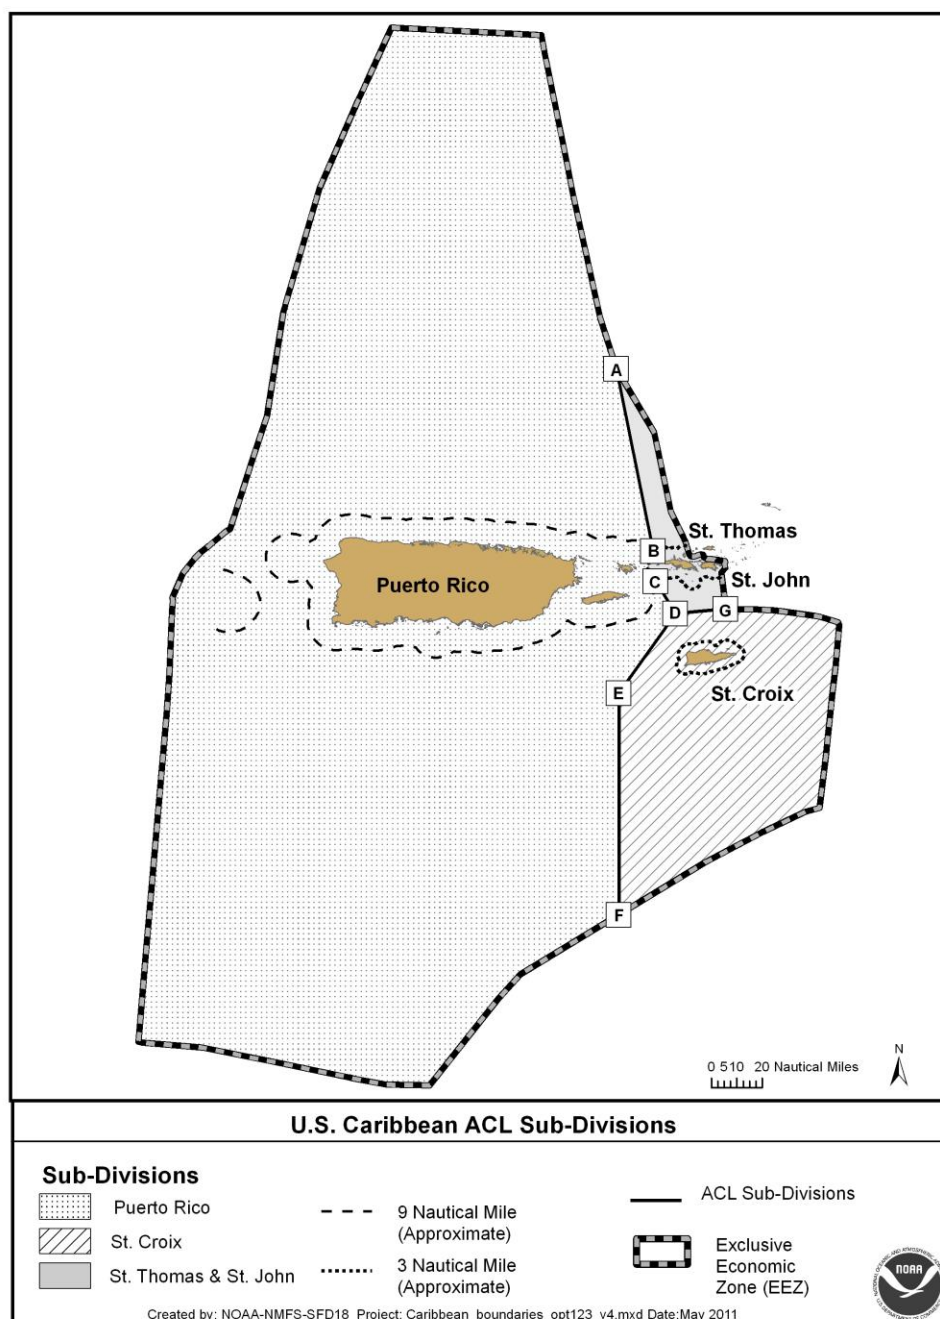 A
B
St. Thomas
C
St. John
Puerto Rico
D
G
E
St. Croix
F
N
0 510 20 Nautical Miles
U.S. Caribbean ACL Sub-Divisions
Sub-Divisions
Puerto Rico
St. Croix
St. Thomas & St. John
9 Nautical Mile
(Approximate)
3 Nautical Mile
(Approximate)
ACL Sub-Divisions
Exclusive
Economic
Zone (EEZ)
NOAA
Created by: NOAA-NMFS-SFD18 Project: Caribbean_boundaries_opt123_v4.mxd Date:May 2011